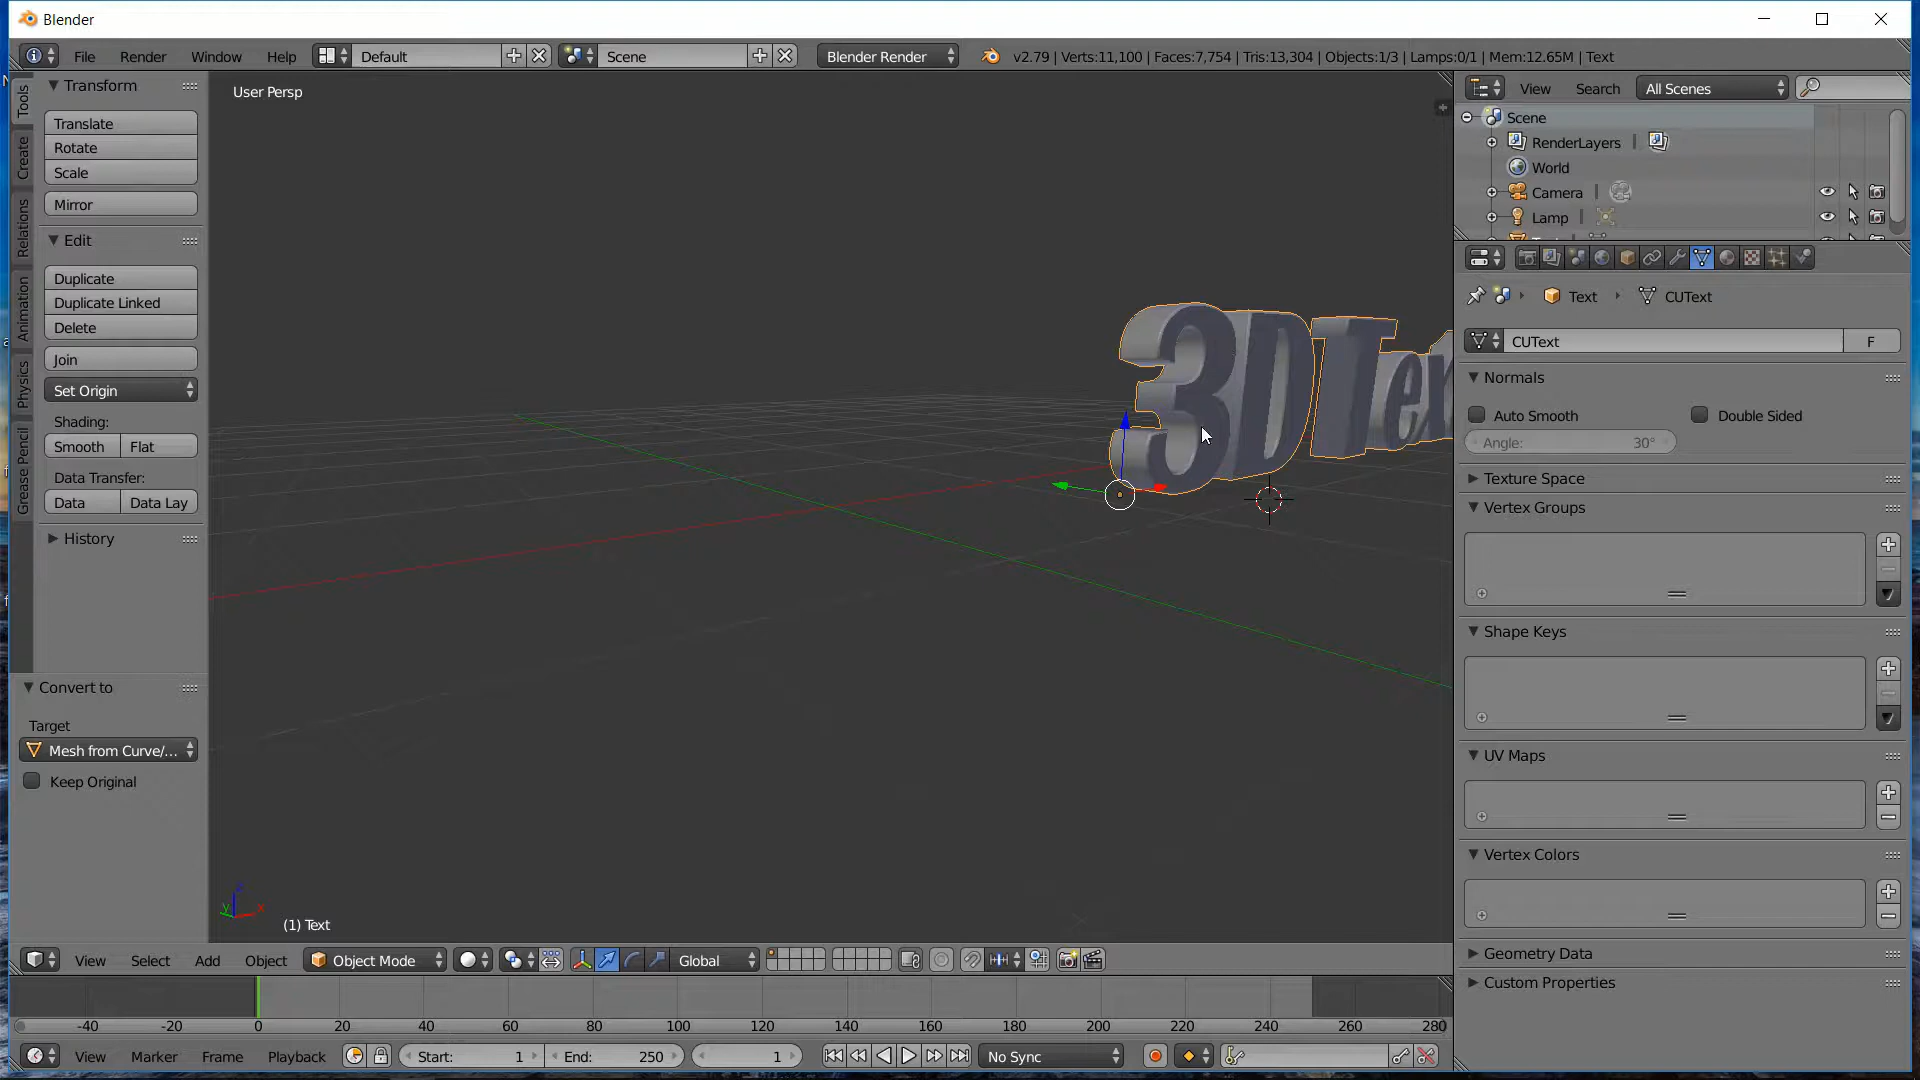 Blender
File Render Window Help Default Scene Blender Render v2.79 | Verts:11,100 | Faces:7,754 | Tris:13,304 | Objects:1/3 | Lamps:0/1 | Mem:12.65M | Text
Tools
Create
Relations
Animation
Physics
Grease Pencil
Transform
Translate
Rotate
Scale
Mirror
Edit
Duplicate
Duplicate Linked
Delete
Join
Set Origin
Shading:
Smooth Flat
Data Transfer:
Data Data Lay
History
Convert to
Target
Mesh from Curve/...
Keep Original
User Persp
3D Tex
y x
(1) Text
View Search All Scenes
Scene
RenderLayers
World
Camera
Lamp
Text CUText
CUText F
Normals
Auto Smooth Double Sided
Angle: 30°
Texture Space
Vertex Groups
Shape Keys
UV Maps
Vertex Colors
Geometry Data
Custom Properties
View Select Add Object Object Mode Global
-40 -20 0 20 40 60 80 100 120 140 160 180 200 220 240 260 280
View Marker Frame Playback Start: 1 End: 250 1 No Sync